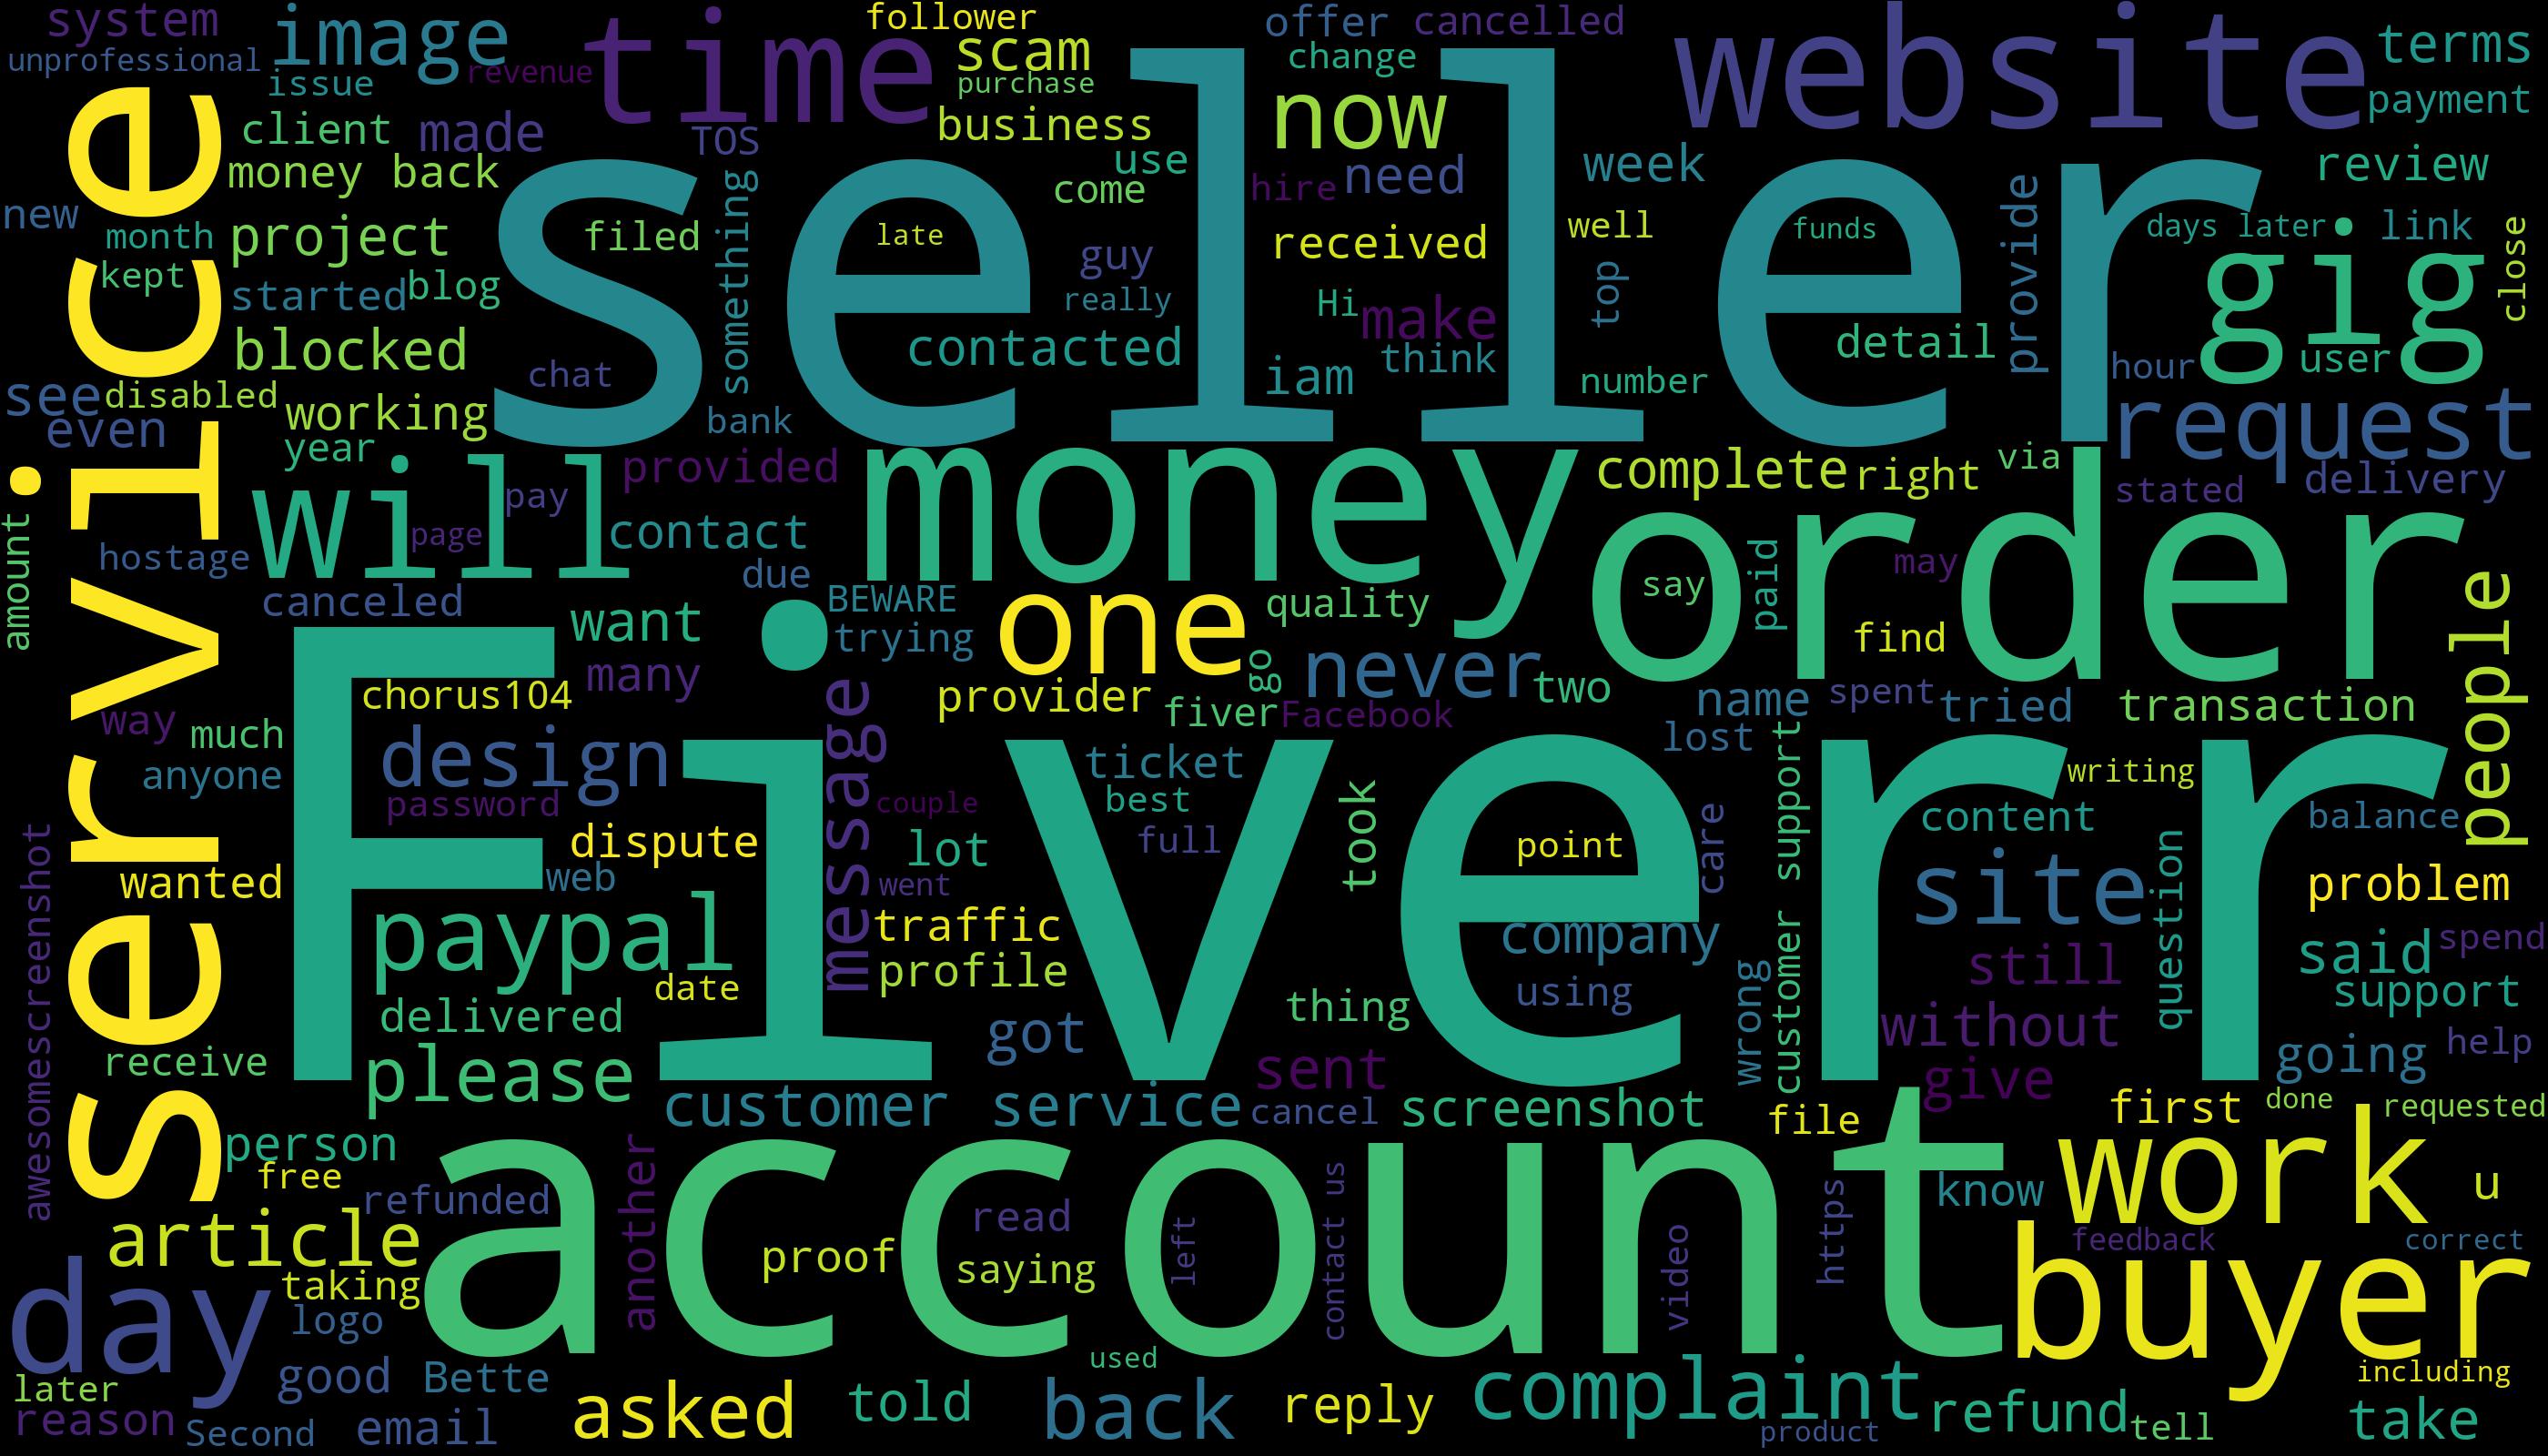 system
unprofessional
image
issue
revenue
time
follower
scam
purchase
business
offer
cancelled
change
now
website
terms
payment
client
made
TOS
money back
use
come
hire
need
week
review
new
month
kept
project
filed
something
late
guy
really
received
well
funds
provide
days later
link
close
started
blog
seller
Hi
make
top
gig
blocked
chat
contacted
iam
think
number
detail
hour
user
see
disabled
even
working
year
bank
request
service
will
pay
page
provided
contact
money
complete
right
via
stated
delivery
amount
hostage
canceled
due
order
say
paid
may
find
people
want
many
BEWARE
trying
one
quality
go
never
two
provider
fiver
Facebook
name
spent
tried
transaction
lost
way
much
anyone
chorus104
design
password
message
couple
ticket
best
full
took
care
customer support
writing
content
balance
Fiverr
wanted
dispute
web
paypal
date
lot
went
traffic
profile
point
company
using
site
question
problem
said
spend
support
still
without
give
going
help
awesomescreenshot
receive
delivered
please
got
thing
sent
wrong
customer service
cancel
screenshot
file
first
done
requested
person
free
refunded
another
account
proof
read
saying
left
contact us
video
https
know
work
u
feedback
correct
article
taking
day
logo
good
Bette
used
buyer
including
later
reason
Second
email
asked
told
back
reply
complaint
product
refund
tell
take